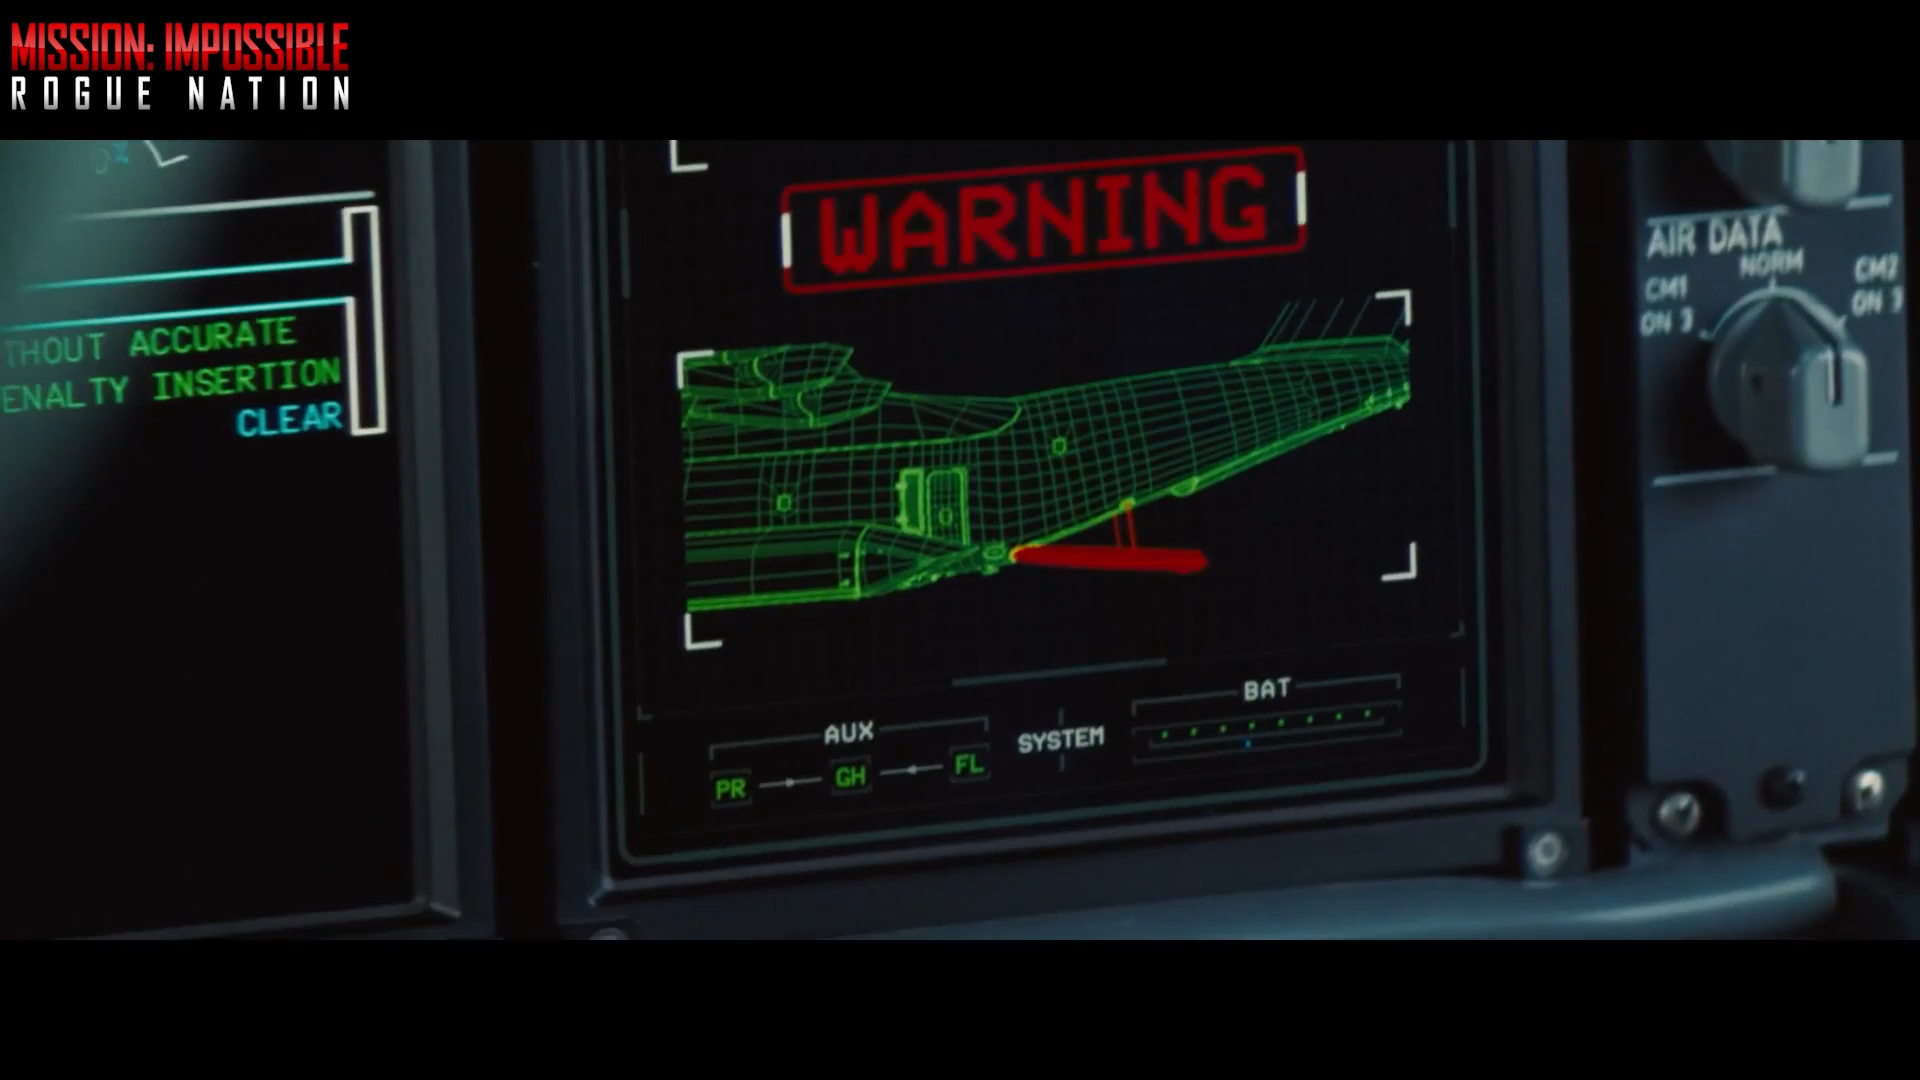 MISSION: IMPOSSIBLE
ROGUE NATION
THOUT ACCURATE
ENALTY INSERTION
CLEAR
WARNING
AUX
PR
GH
FL
SYSTEM
BAT
AIR DATA
NORM
CM1
ON 3
CM2
ON 3